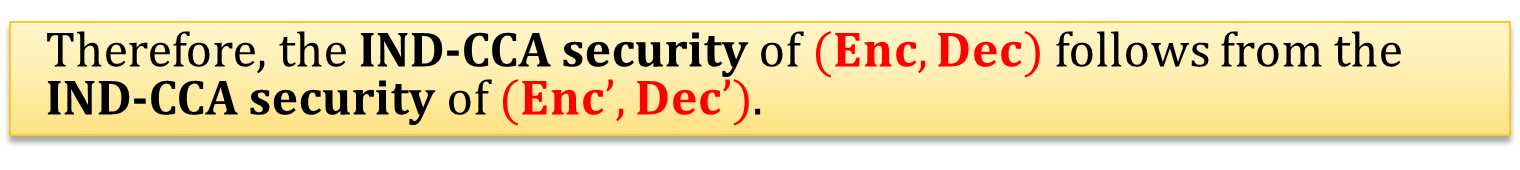 Therefore, the IND-CCA security of (Enc, Dec) follows from the
IND-CCA security of (Enc’, Dec’).